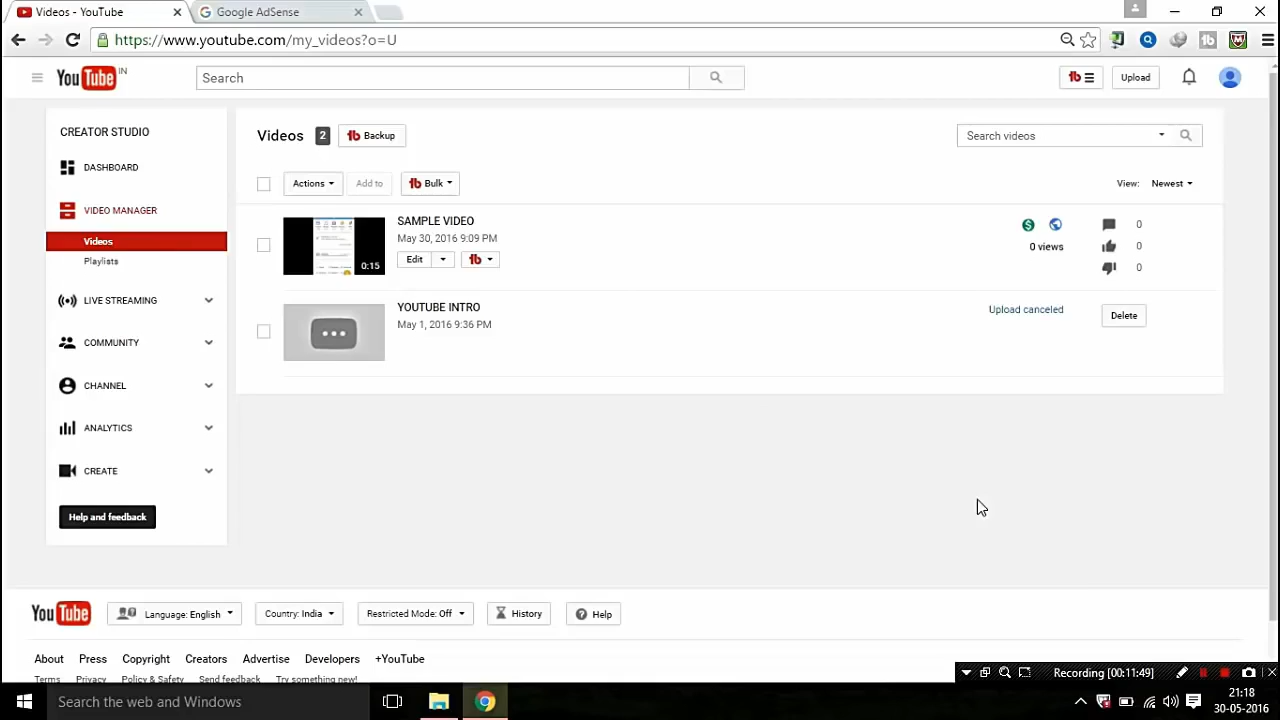 Videos - YouTube
Google AdSense
https://www.youtube.com/my_videos?o=U
YouTube IN
Search
Upload
CREATOR STUDIO
DASHBOARD
VIDEO MANAGER
Videos
Playlists
LIVE STREAMING
COMMUNITY
CHANNEL
ANALYTICS
CREATE
Help and feedback
Videos 2 tb Backup
Search videos
Actions Add to tb Bulk
View: Newest
SAMPLE VIDEO
May 30, 2016 9:09 PM
0:15
Edit tb
0 views
0
0
0
YOUTUBE INTRO
May 1, 2016 9:36 PM
Upload canceled
Delete
YouTube Language: English Country: India Restricted Mode: Off History Help
About Press Copyright Creators Advertise Developers +YouTube
Terms Privacy Policy & Safety Send feedback Try something new!
Recording [00:11:49]
Search the web and Windows
21:18
30-05-2016